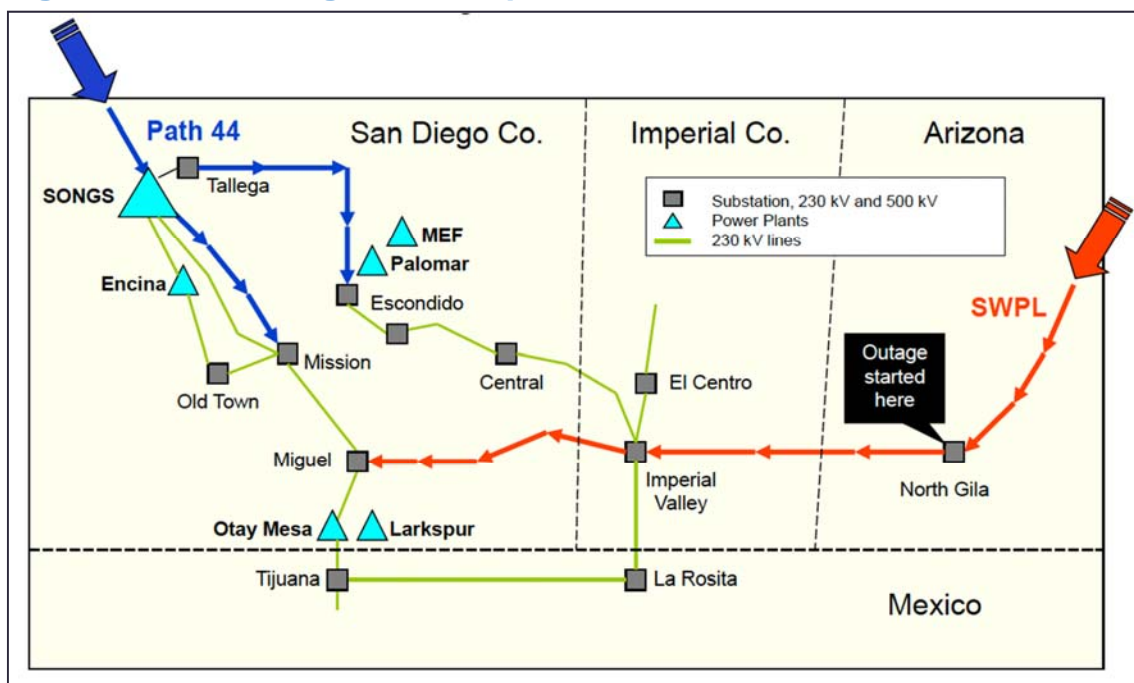 Path 44
San Diego Co.
Imperial Co.
Arizona
SONGS
Tallega
Substation, 230 kV and 500 kV
Power Plants
230 kV lines
MEF
Palomar
Encina
Escondido
SWPL
Mission
Central
El Centro
Outage
started
here
Old Town
Miguel
Imperial
Valley
North Gila
Otay Mesa
Larkspur
Tijuana
La Rosita
Mexico